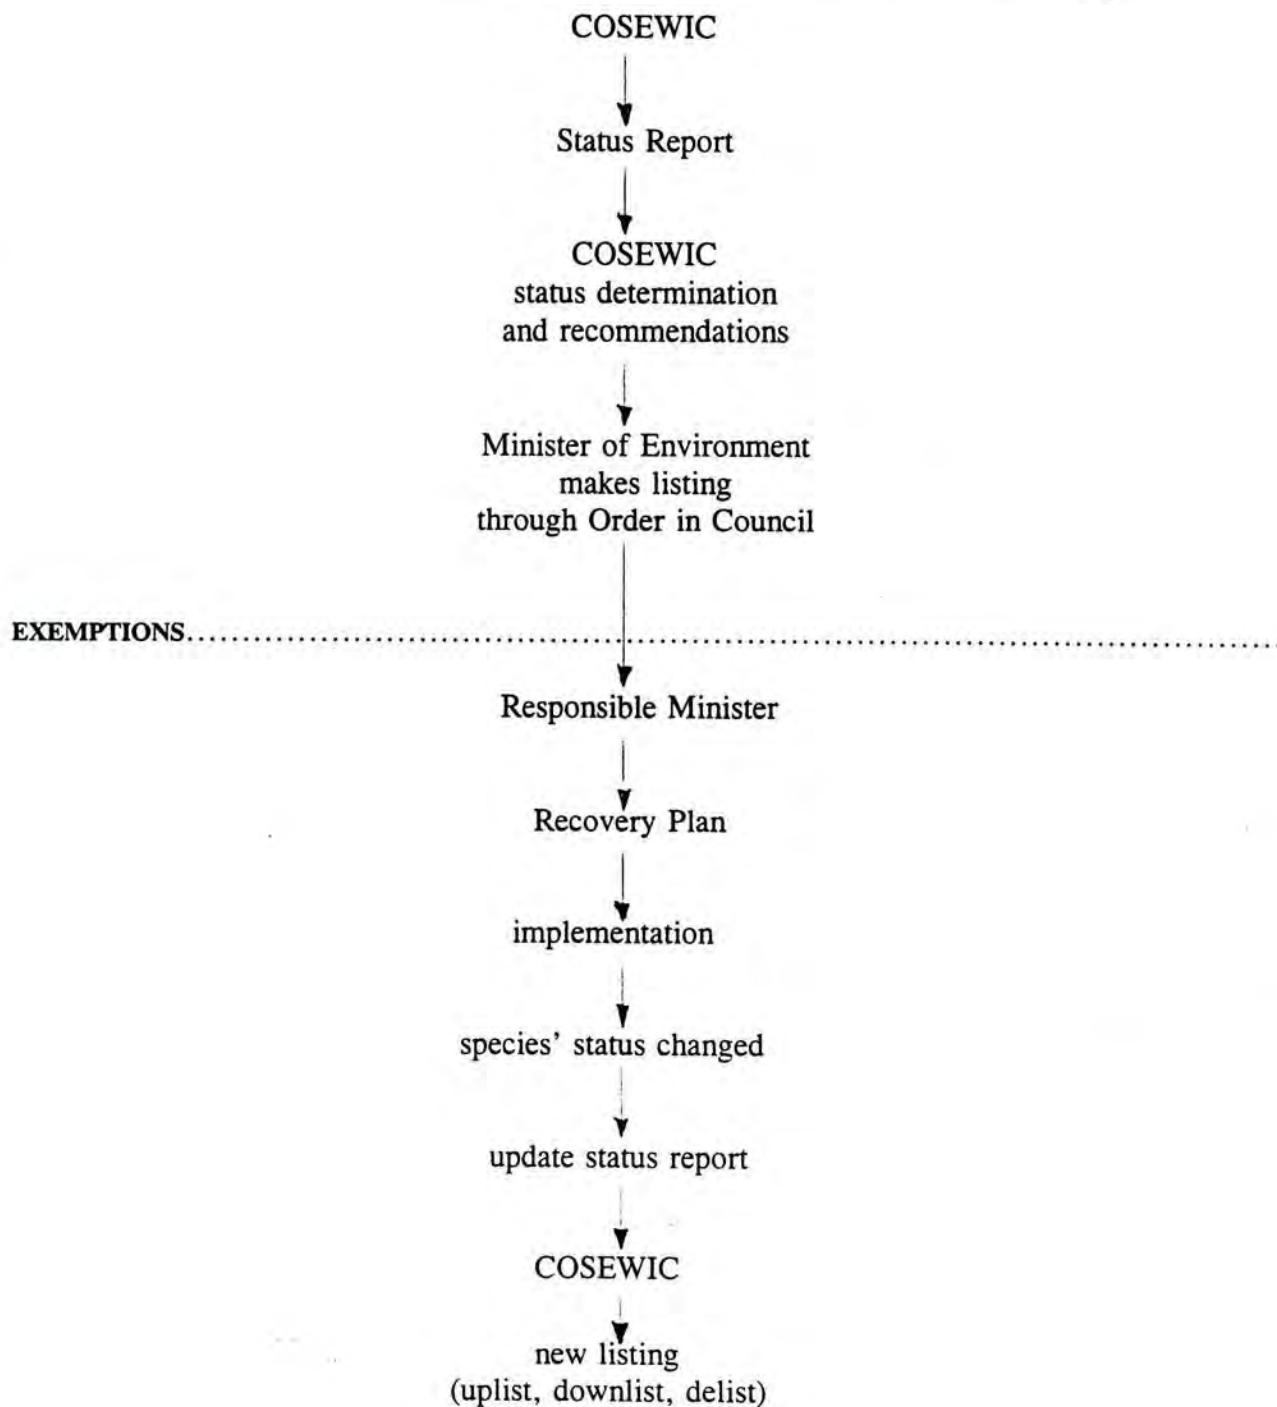 COSEWIC
Status Report
COSEWIC
status determination
and recommendations
Minister of Environment
makes listing
through Order in Council
EXEMPTIONS............................................................................................................
Responsible Minister
Recovery Plan
implementation
species' status changed
update status report
COSEWIC
new listing
(uplist, downlist, delist)